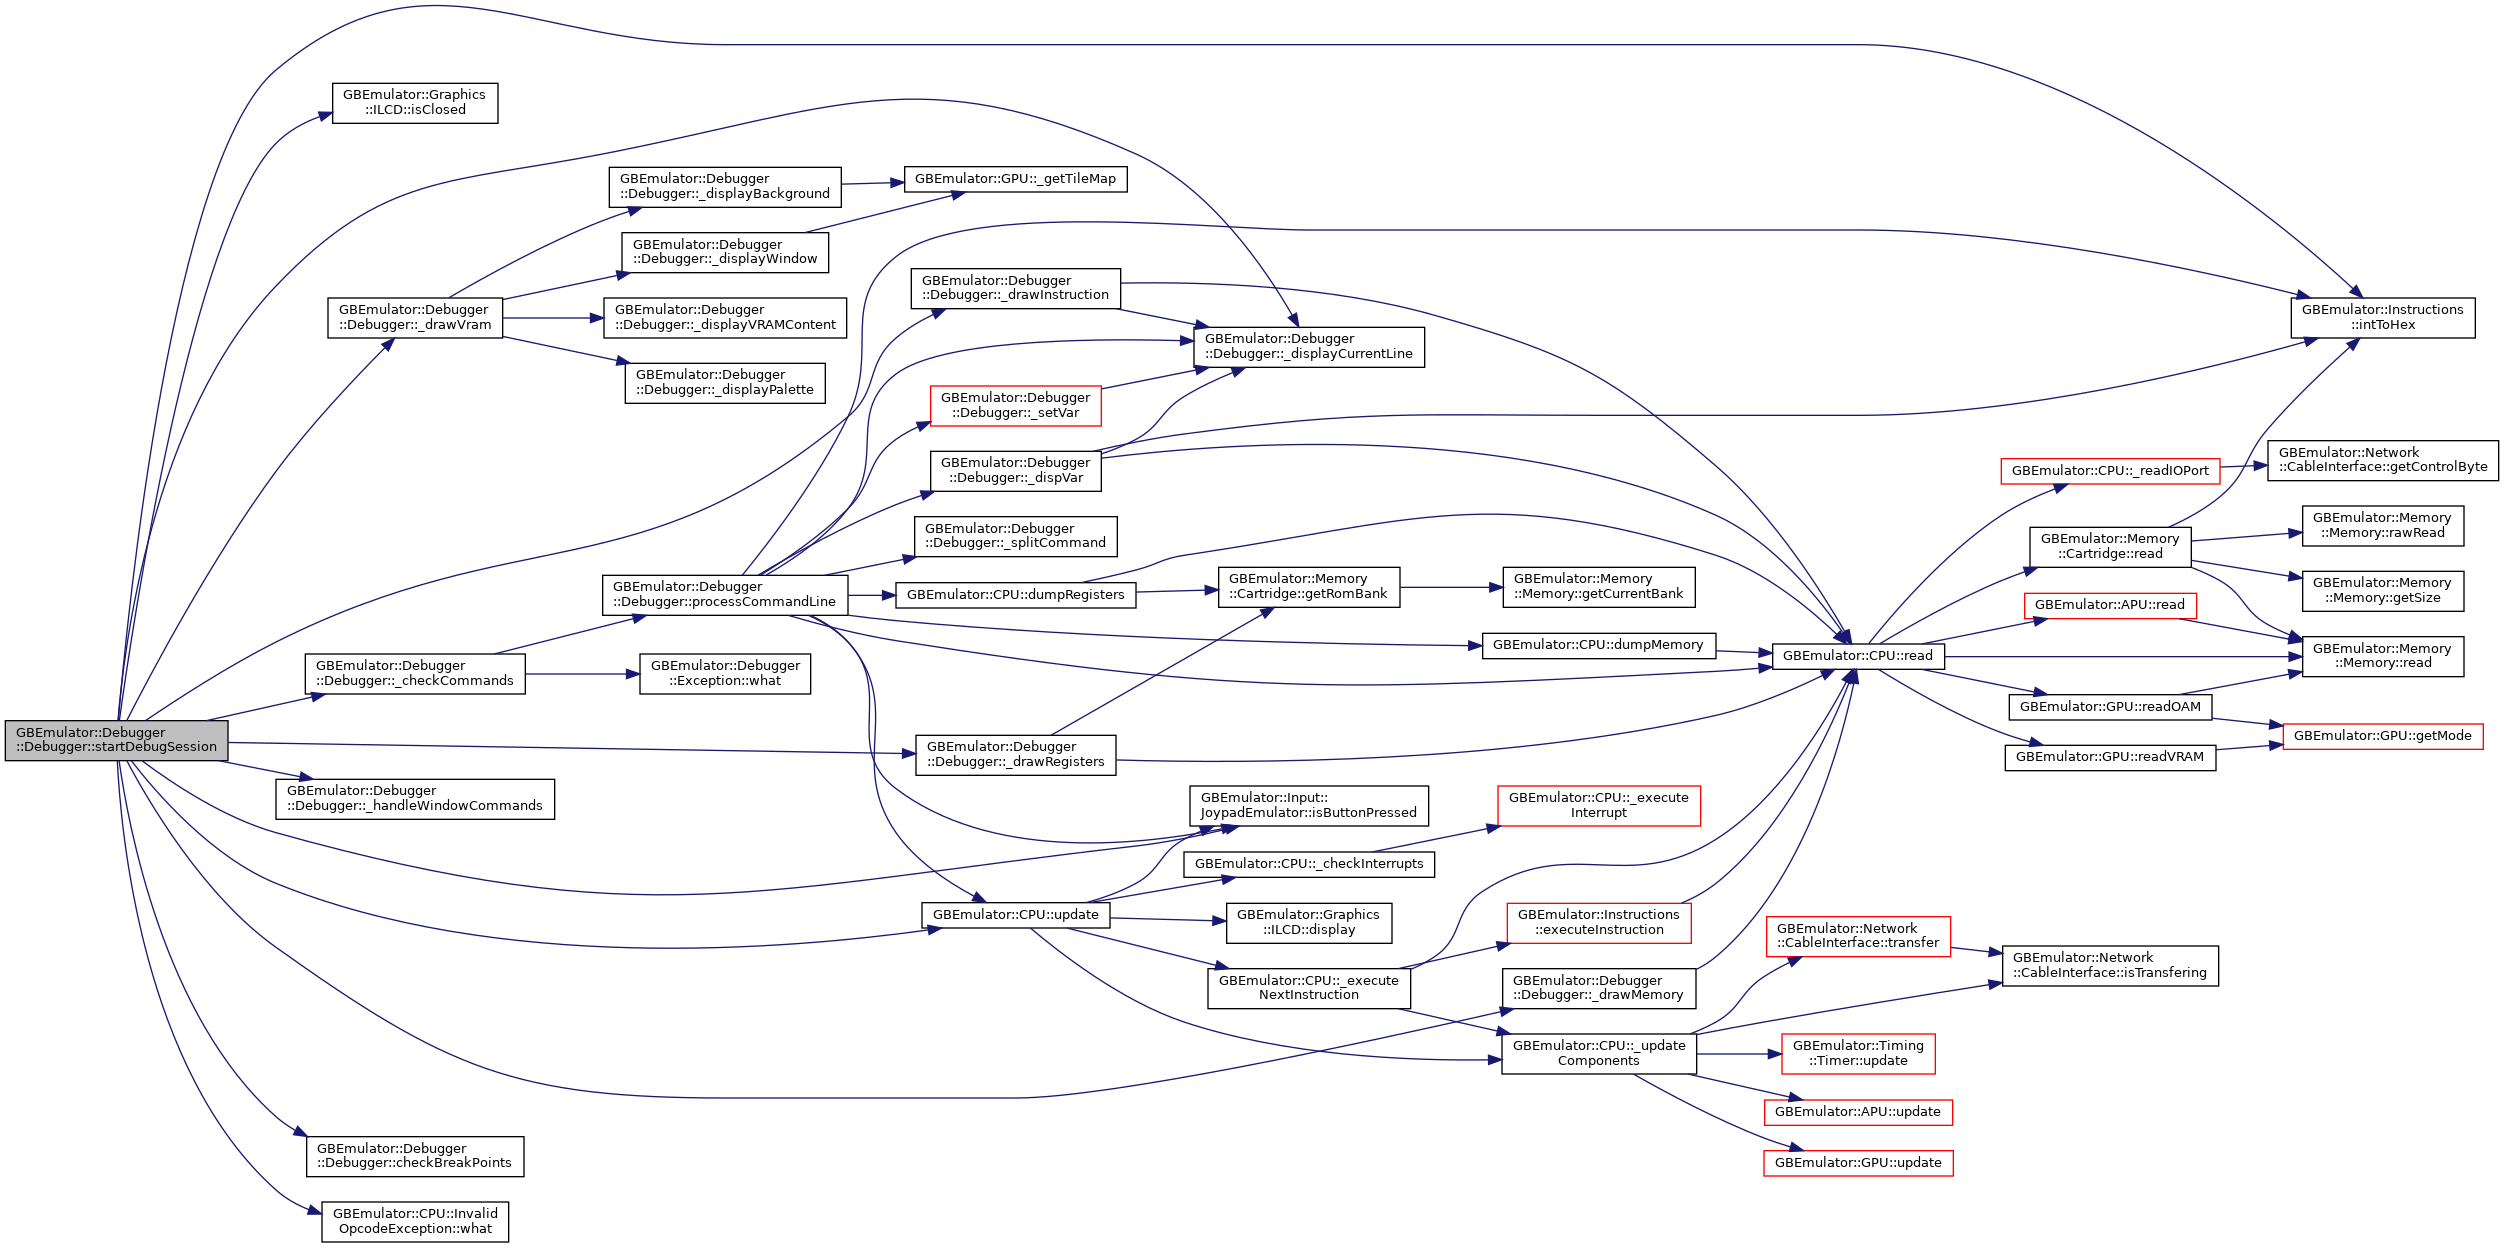 GBEmulator::Debugger
::Debugger::startDebugSession
GBEmulator::Graphics
::ILCD::isClosed
GBEmulator::Debugger
::Debugger::_drawVram
GBEmulator::Debugger
::Debugger::_checkCommands
GBEmulator::Debugger
::Debugger::_handleWindowCommands
GBEmulator::Debugger
::Debugger::checkBreakPoints
GBEmulator::CPU::Invalid
OpcodeException::what
GBEmulator::Debugger
::Debugger::_displayBackground
GBEmulator::Debugger
::Debugger::_displayWindow
GBEmulator::Debugger
::Debugger::_displayVRAMContent
GBEmulator::Debugger
::Debugger::_displayPalette
GBEmulator::Debugger
::Debugger::processCommandLine
GBEmulator::Debugger
::Exception::what
GBEmulator::GPU::_getTileMap
GBEmulator::Debugger
::Debugger::_drawInstruction
GBEmulator::Debugger
::Debugger::_setVar
GBEmulator::Debugger
::Debugger::_dispVar
GBEmulator::Debugger
::Debugger::_splitCommand
GBEmulator::CPU::dumpRegisters
GBEmulator::Debugger
::Debugger::_drawRegisters
GBEmulator::CPU::update
GBEmulator::Debugger
::Debugger::_displayCurrentLine
GBEmulator::Memory
::Cartridge::getRomBank
GBEmulator::Input::
JoypadEmulator::isButtonPressed
GBEmulator::CPU::_checkInterrupts
GBEmulator::Graphics
::ILCD::display
GBEmulator::CPU::_execute
NextInstruction
GBEmulator::Memory
::Memory::getCurrentBank
GBEmulator::CPU::dumpMemory
GBEmulator::CPU::_execute
Interrupt
GBEmulator::Instructions
::executeInstruction
GBEmulator::Debugger
::Debugger::_drawMemory
GBEmulator::CPU::_update
Components
GBEmulator::CPU::read
GBEmulator::Network
::CableInterface::transfer
GBEmulator::Timing
::Timer::update
GBEmulator::APU::update
GBEmulator::GPU::update
GBEmulator::CPU::_readIOPort
GBEmulator::Memory
::Cartridge::read
GBEmulator::APU::read
GBEmulator::GPU::readOAM
GBEmulator::GPU::readVRAM
GBEmulator::Network
::CableInterface::isTransfering
GBEmulator::Instructions
::intToHex
GBEmulator::Network
::CableInterface::getControlByte
GBEmulator::Memory
::Memory::rawRead
GBEmulator::Memory
::Memory::getSize
GBEmulator::Memory
::Memory::read
GBEmulator::GPU::getMode